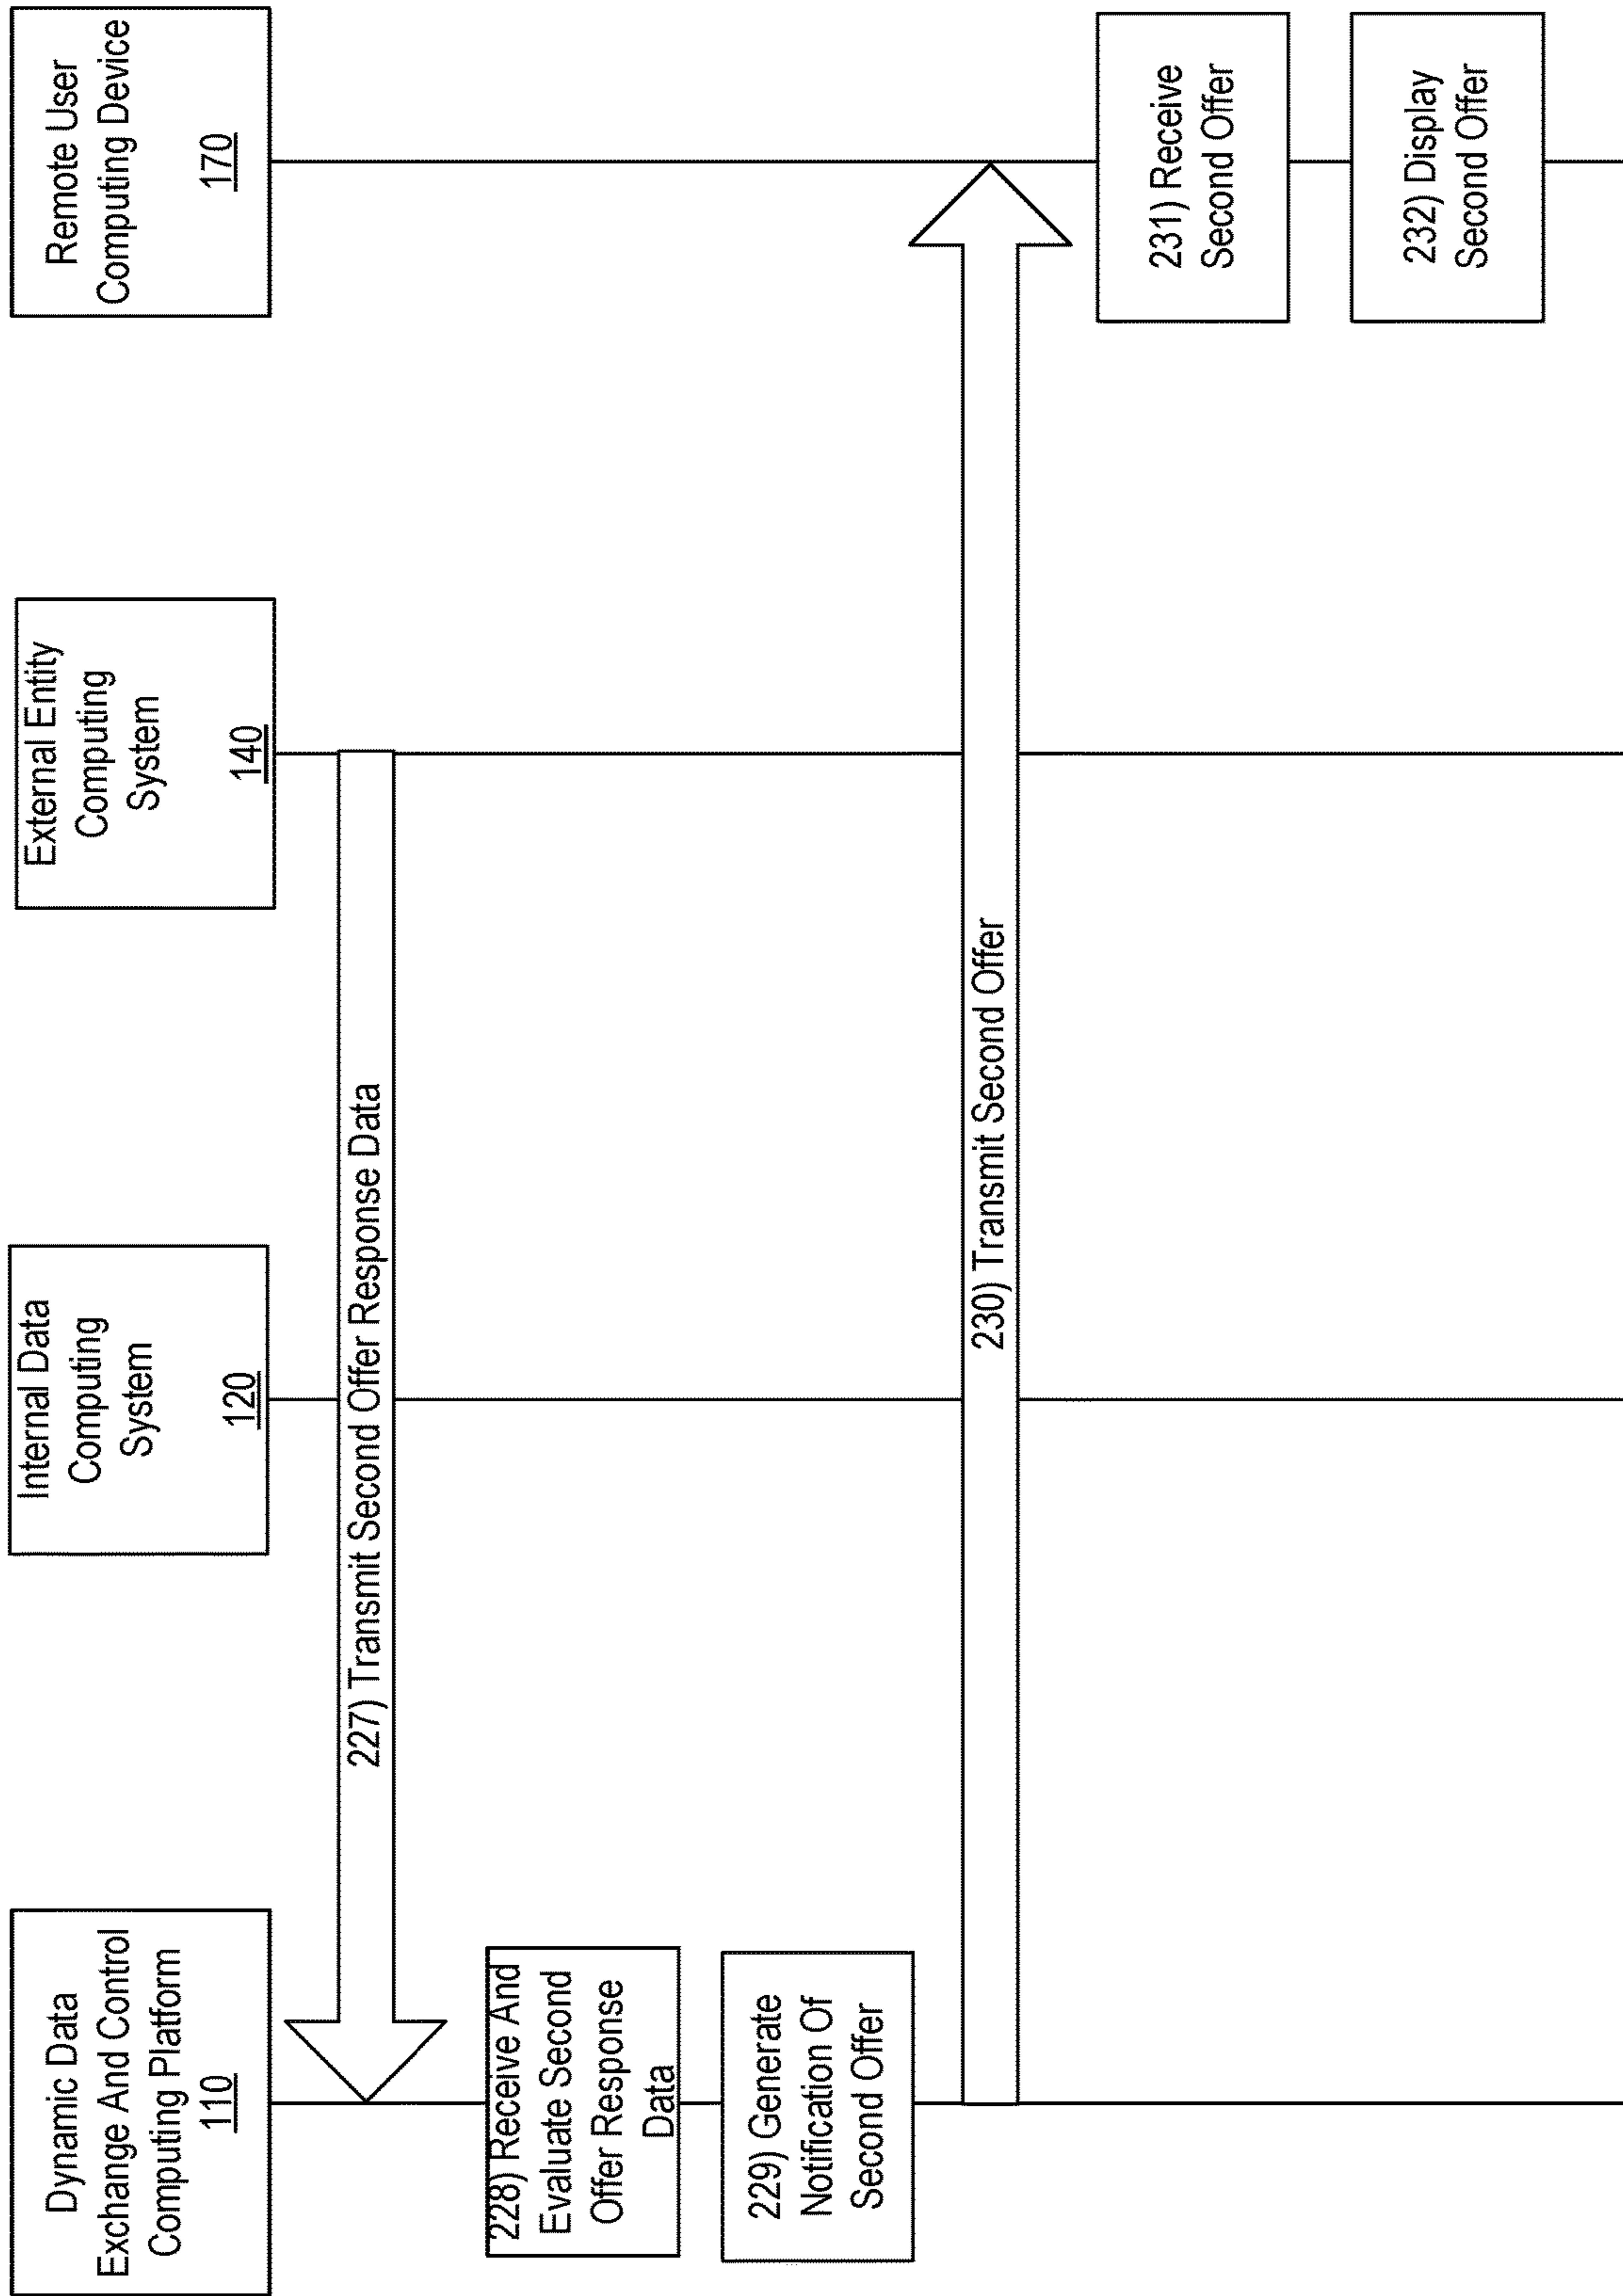 Dynamic Data
Exchange And Control
Computing Platform
110
Internal Data
Computing
System
120
External Entity
Computing
System
140
Remote User
Computing Device
170
227) Transmit Second Offer Response Data
228) Receive And
Evaluate Second
Offer Response
Data
229) Generate
Notification Of
Second Offer
230) Transmit Second Offer
231) Receive
Second Offer
232) Display
Second Offer